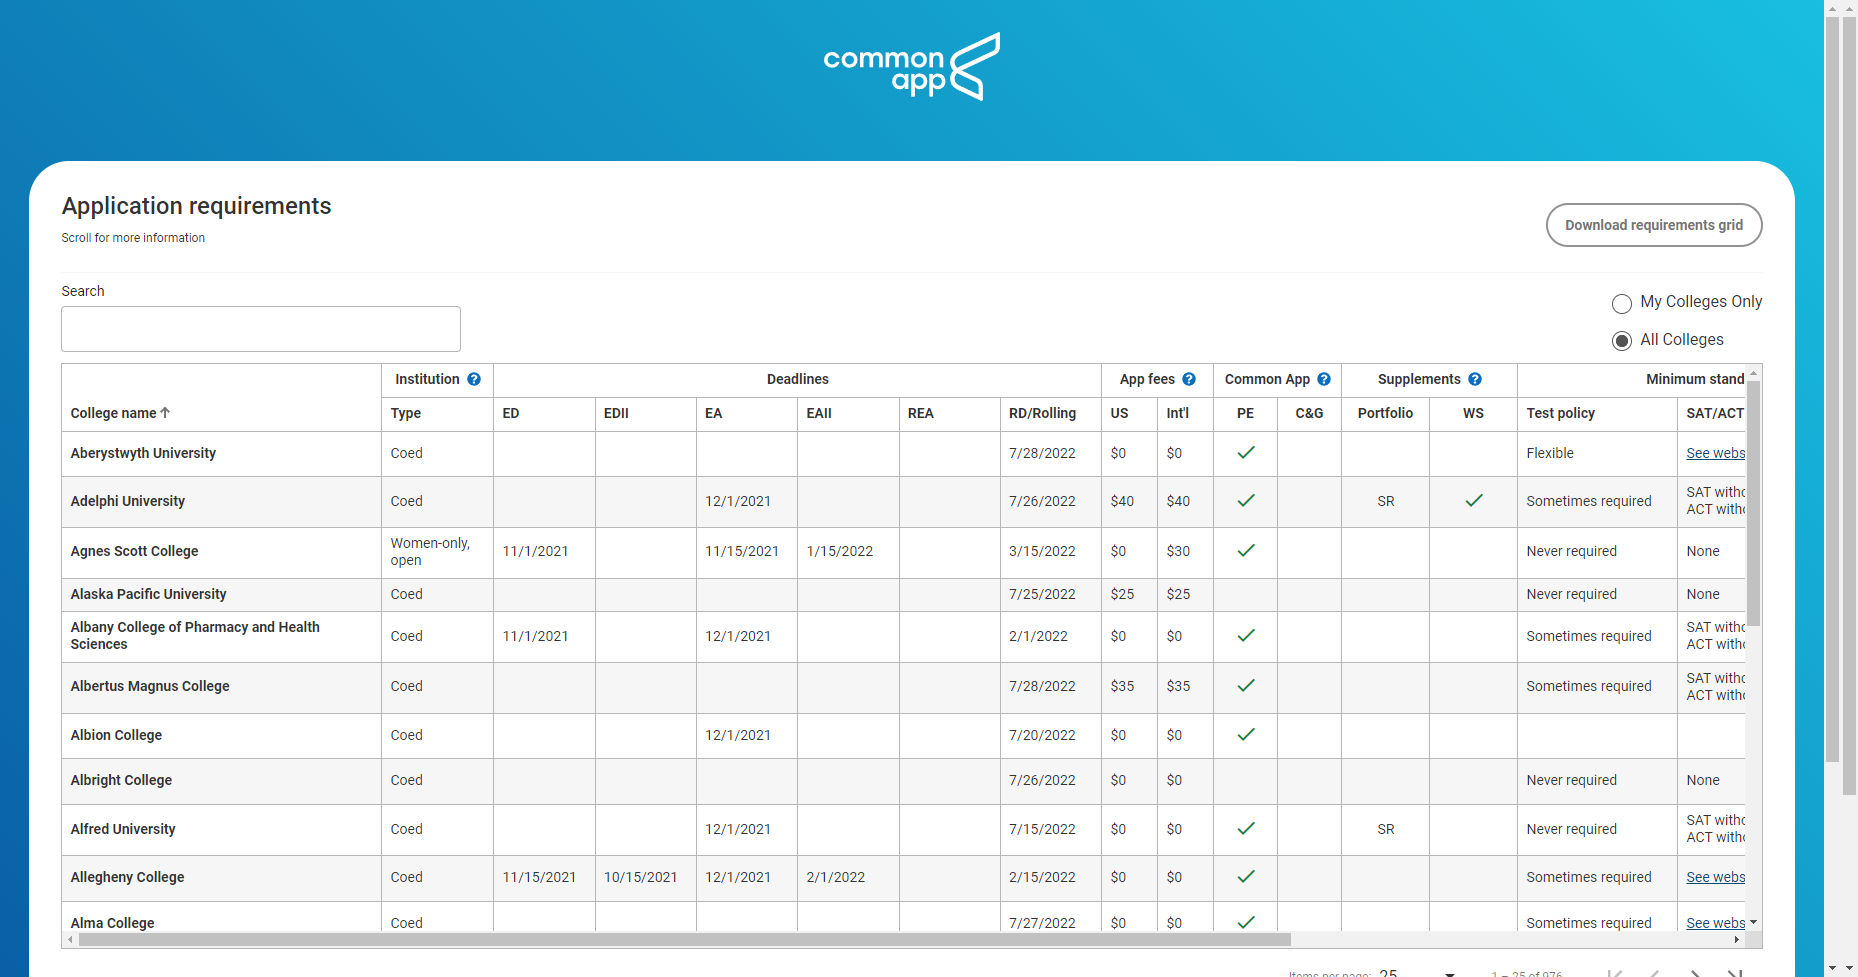 common
app
Application requirements
Scroll for more information
Download requirements grid
Search
My Colleges Only
All Colleges
Institution Deadlines App fees Common App Supplements Minimum stand
College name Type ED EDII EA EAII REA RD/Rolling US Int'l PE C&G Portfolio WS Test policy SAT/ACT
Aberystwyth University Coed 7/28/2022 $0 $0 Flexible See webs
Adelphi University Coed 12/1/2021 7/26/2022 $40 $40 SR Sometimes required SAT witho
ACT witho
Agnes Scott College Women-only, 11/1/2021 11/15/2021 1/15/2022 3/15/2022 $0 $30 Never required None
open
Alaska Pacific University Coed 7/25/2022 $25 $25 Never required None
Albany College of Pharmacy and Health Coed 11/1/2021 12/1/2021 2/1/2022 $0 $0 Sometimes required SAT witho
Sciences ACT witho
Albertus Magnus College Coed 7/28/2022 $35 $35 Sometimes required SAT witho
ACT witho
Albion College Coed 12/1/2021 7/20/2022 $0 $0
Albright College Coed 7/26/2022 $0 $0 Never required None
Alfred University Coed 12/1/2021 7/15/2022 $0 $0 SR Never required SAT witho
ACT witho
Allegheny College Coed 11/15/2021 10/15/2021 12/1/2021 2/1/2022 2/15/2022 $0 $0 Sometimes required See webs
Alma College Coed 7/27/2022 $0 $0 Sometimes required See webs
Items per page: 25 1 – 25 of 976